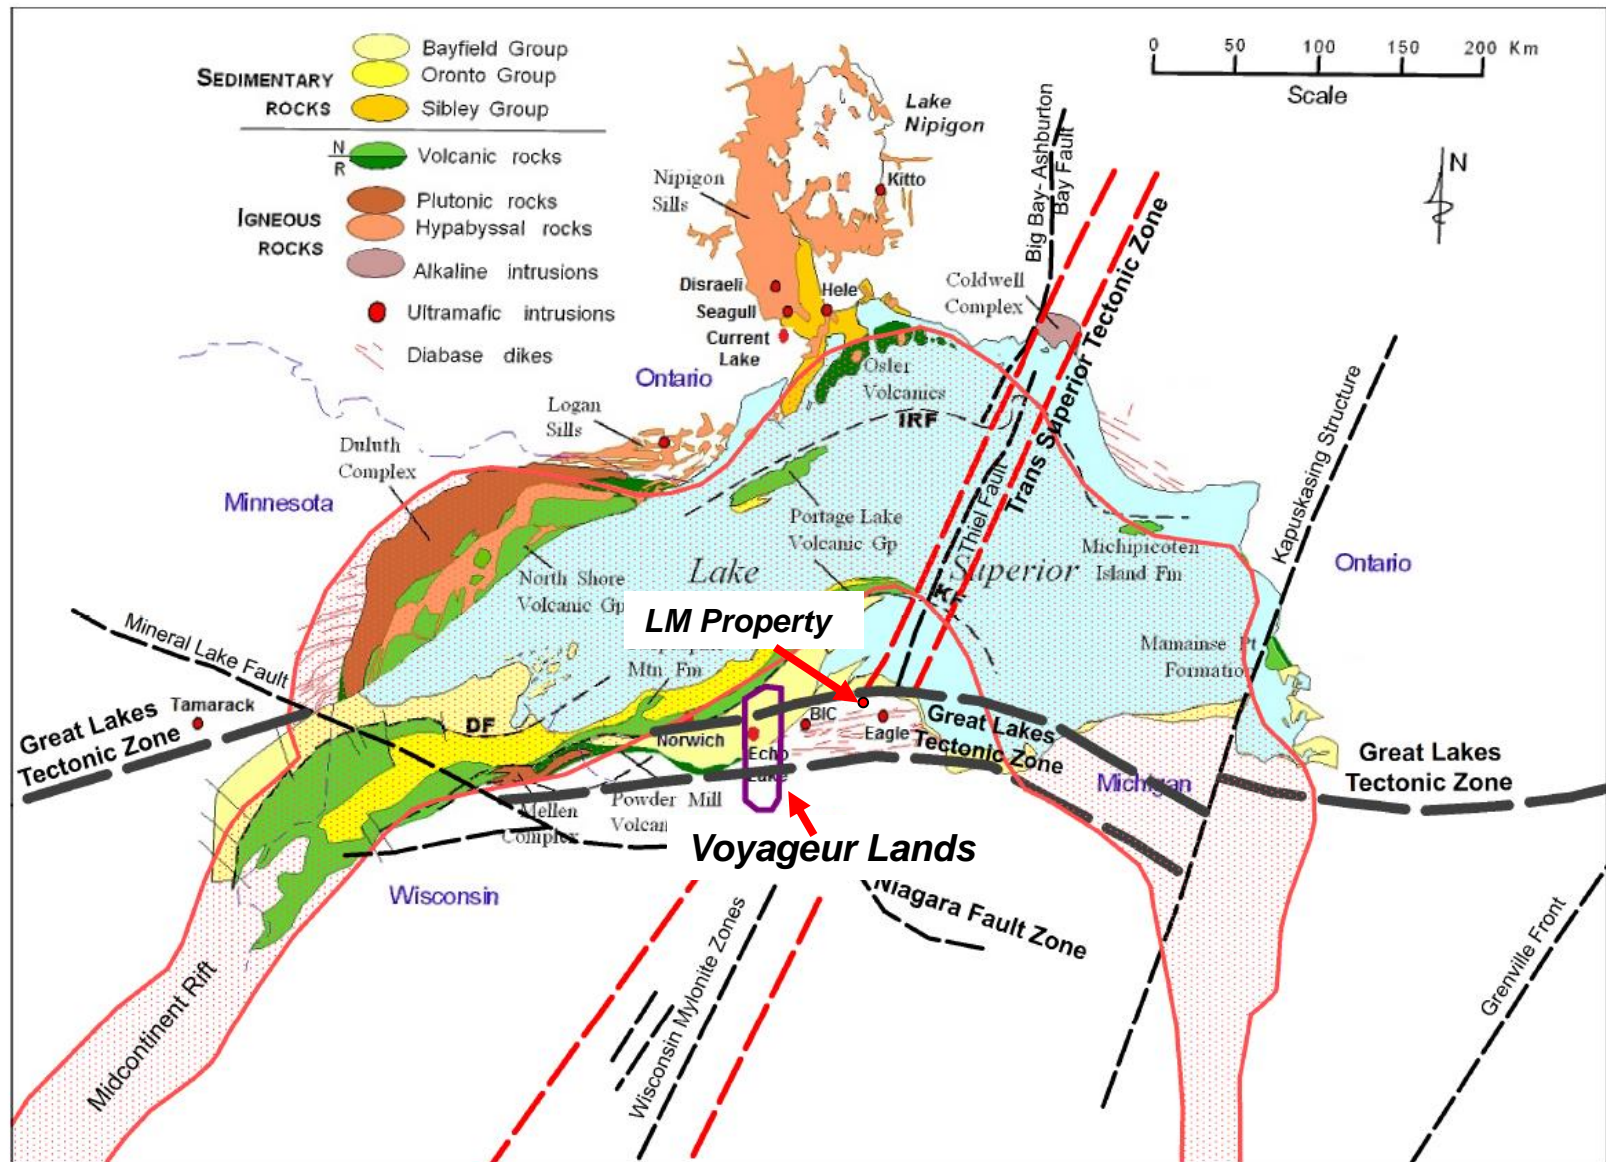 Bayfield Group
SEDIMENTARY
ROCKS
Oronto Group
Sibley Group
N
R
Volcanic rocks
IGNEOUS
ROCKS
Plutonic rocks
Hypabyssal rocks
Alkaline intrusions
Ultramafic intrusions
Diabase dikes
0 50 100 150 200 Km
Scale
N
Lake
Nipigon
Nipigon
Sills
Kitto
Big Bay- Ashburton
Bay Fault
Trans Superior Tectonic Zone
Disraeli
Hele
Seagull
Current
Lake
Coldwell
Complex
Ontario
Osler
Volcanics
IRF
Logan
Sills
Duluth
Complex
Minnesota
Kapuskasing Structure
Thiel Fault
Portage Lake
Volcanic Gp
Michipicoten
Island Fm
Ontario
North Shore
Volcanic Gp
Lake
Superior
KF
LM Property
Mtn Fm
Mamainse Pt
Formation
Mineral Lake Fault
Tamarack
Great Lakes
Tectonic Zone
DF
Norwich
BIC
Echo
Lake
Eagle
Great Lakes
Tectonic Zone
Michigan
Great Lakes
Tectonic Zone
Mellen
Complex
Powder Mill
Volcan
Voyageur Lands
Wisconsin
Niagara Fault Zone
Wisconsin Mylonite Zones
Grenville Front
Midcontinent Rift